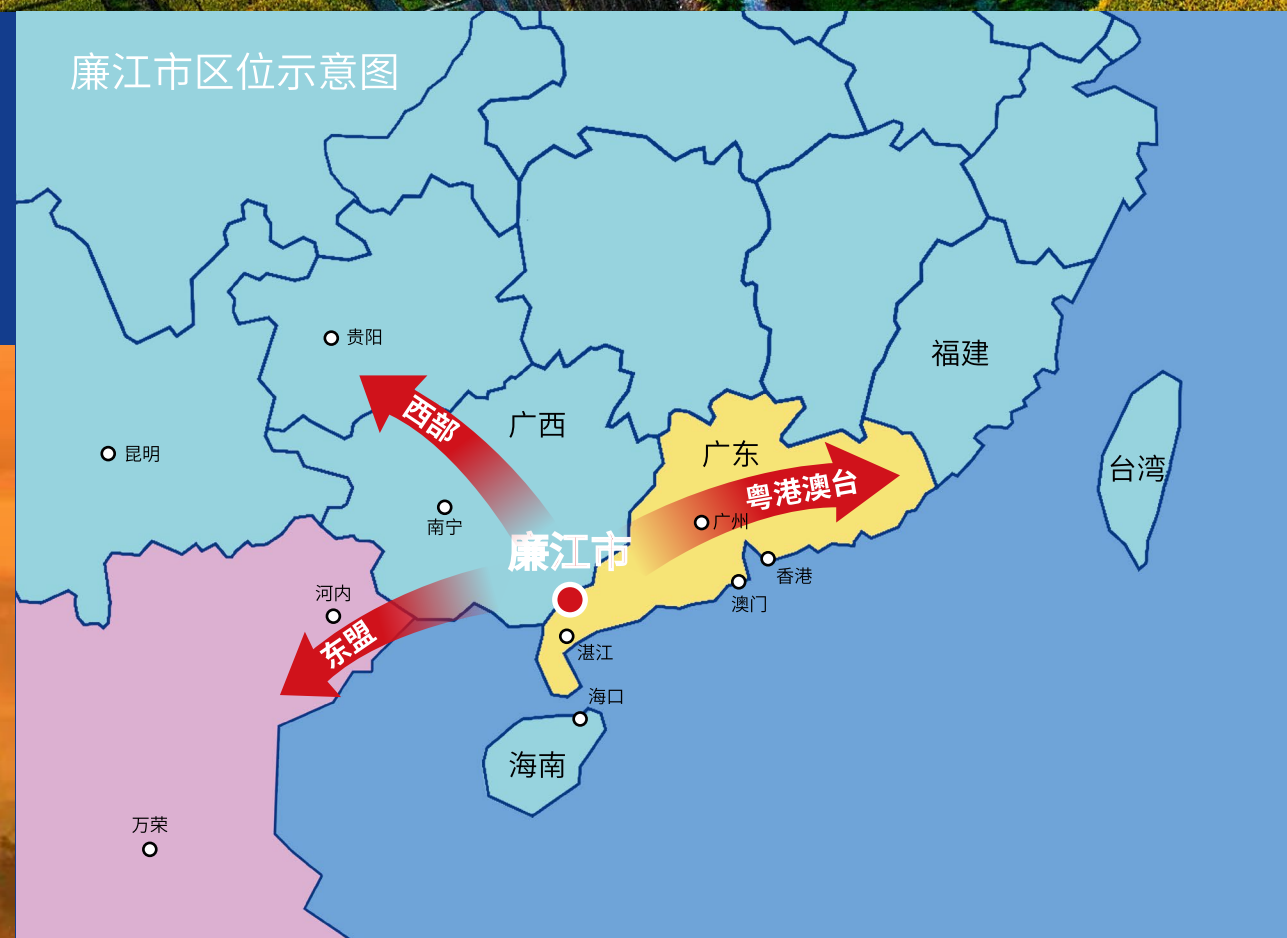 廉江市区位示意图
贵阳
福建
西部
广西
昆明
广东
台湾
粤港澳台
南宁
广州
廉江市
香港
河内
澳门
东盟
湛江
海口
海南
万荣